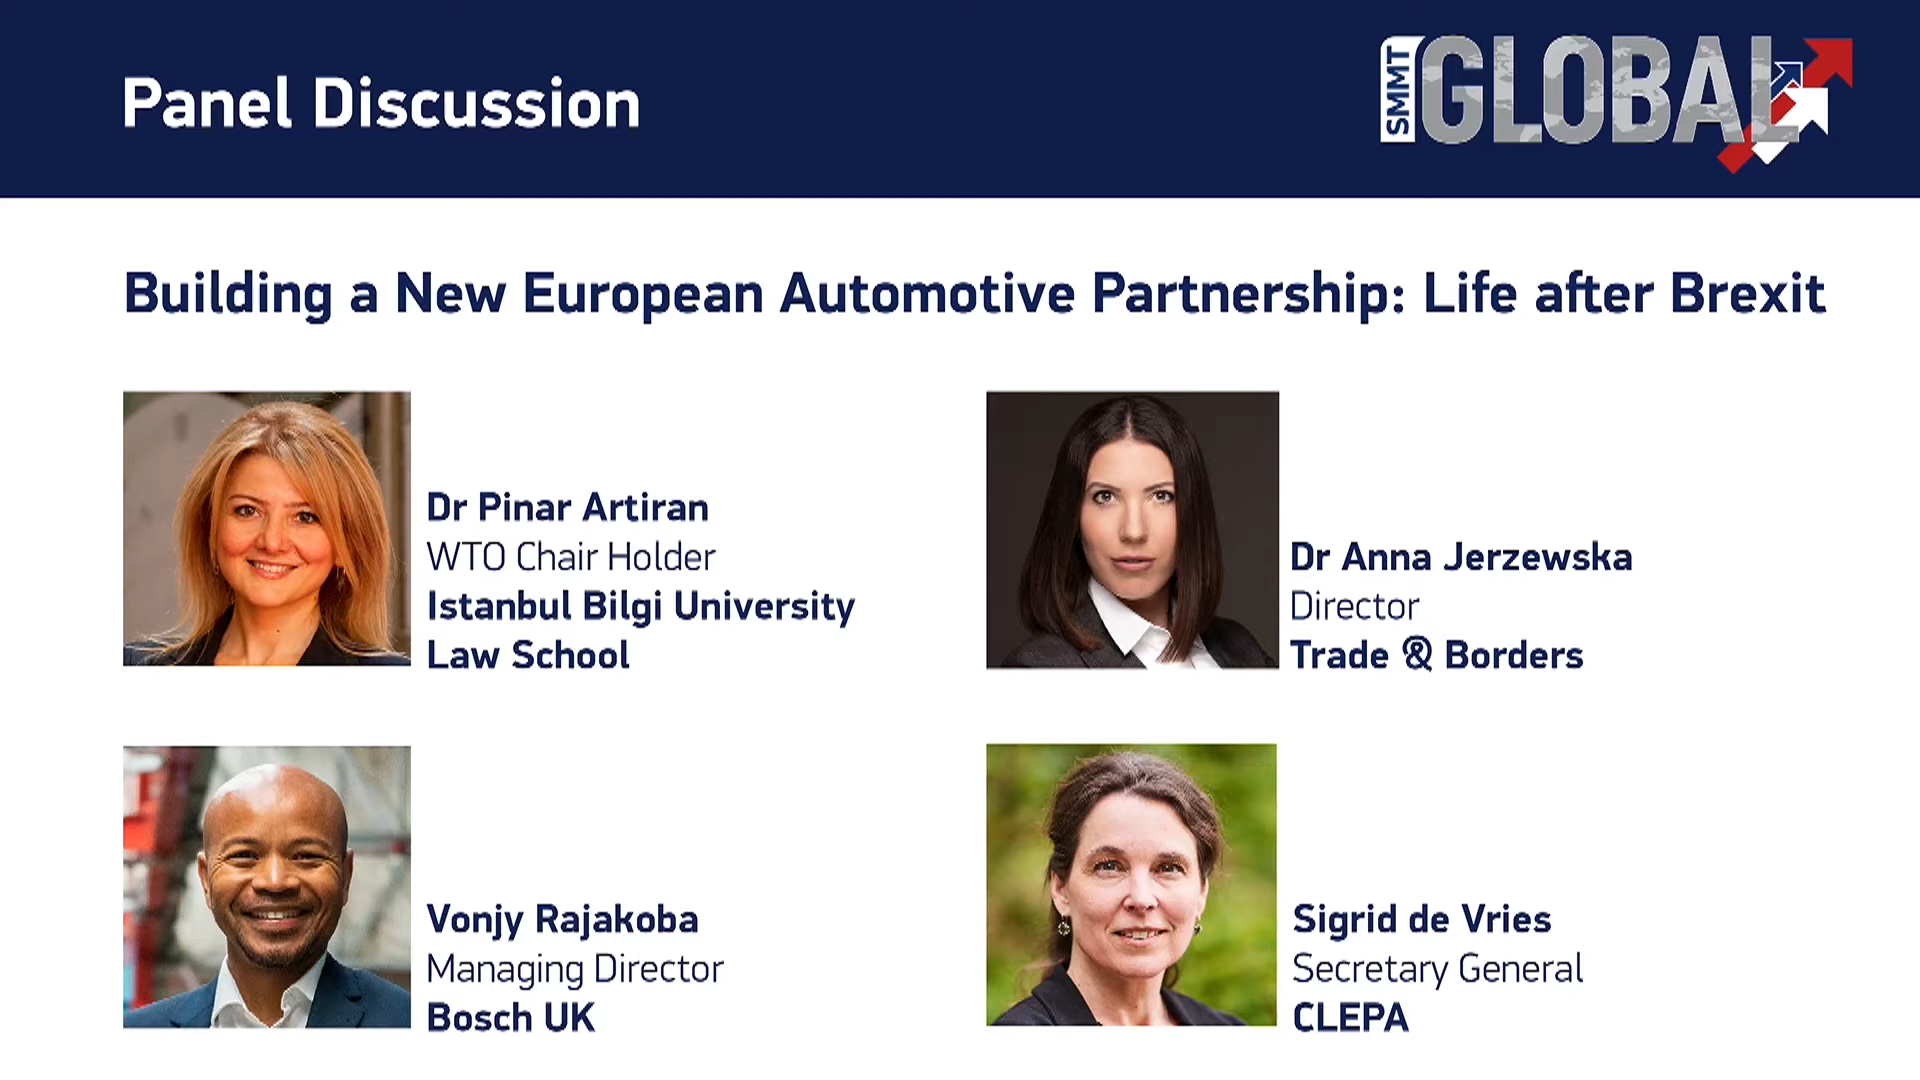 Panel Discussion
SMMT GLOBAL
Building a New European Automotive Partnership: Life after Brexit
Dr Pinar Artiran
WTO Chair Holder
Istanbul Bilgi University
Law School
Dr Anna Jerzewska
Director
Trade & Borders
Vonjy Rajakoba
Managing Director
Bosch UK
Sigrid de Vries
Secretary General
CLEPA